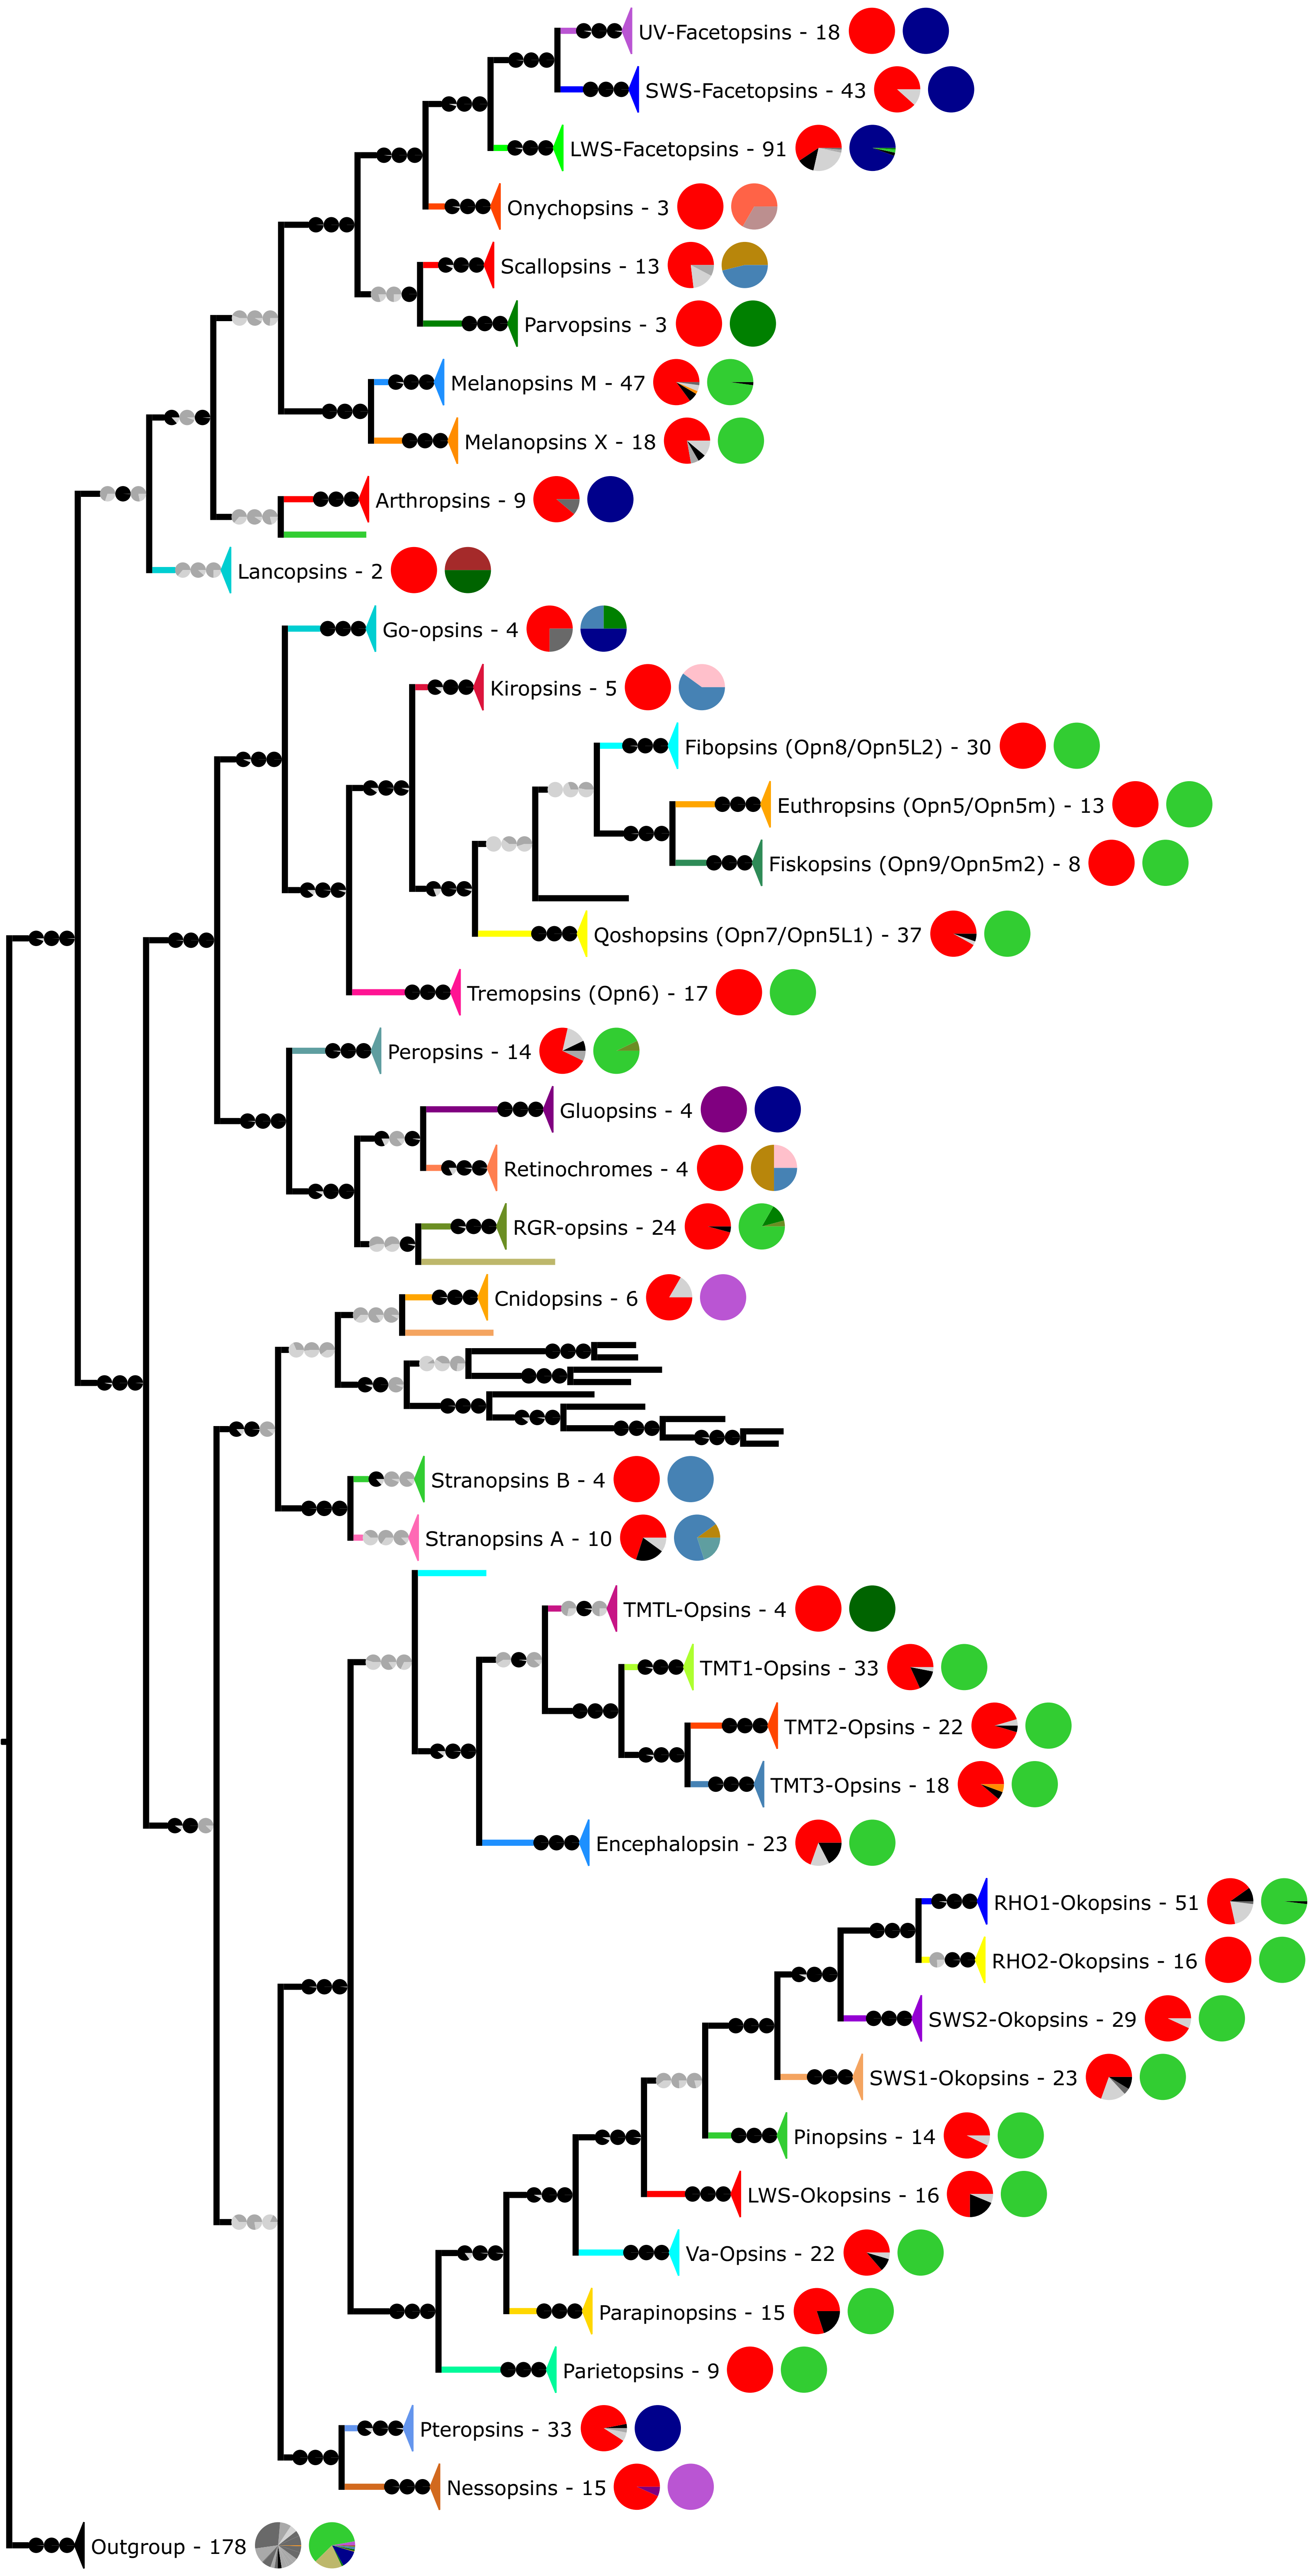 UV-Facetopsins - 18
SWS-Facetopsins - 43
LWS-Facetopsins - 91
Onychopsins - 3
Scallopsins - 13
Parvopsins - 3
Melanopsins M - 47
Melanopsins X - 18
Arthropsins - 9
Lancopsins - 2
Go-opsins - 4
Kiropsins - 5
Fibopsins (Opn8/Opn5L2) - 30
Euthropsins (Opn5/Opn5m) - 13
Fiskopsins (Opn9/Opn5m2) - 8
Qoshopsins (Opn7/Opn5L1) - 37
Tremopsins (Opn6) - 17
Peropsins - 14
Gluopsins - 4
Retinochromes - 4
RGR-opsins - 24
Cnidopsins - 6
Stranopsins B - 4
Stranopsins A - 10
TMTL-Opsins - 4
TMT1-Opsins - 33
TMT2-Opsins - 22
TMT3-Opsins - 18
Encephalopsin - 23
RHO1-Okopsins - 51
RHO2-Okopsins - 16
SWS2-Okopsins - 29
SWS1-Okopsins - 23
Pinopsins - 14
LWS-Okopsins - 16
Va-Opsins - 22
Parapinopsins - 15
Parietopsins - 9
Pteropsins - 33
Nessopsins - 15
Outgroup - 178